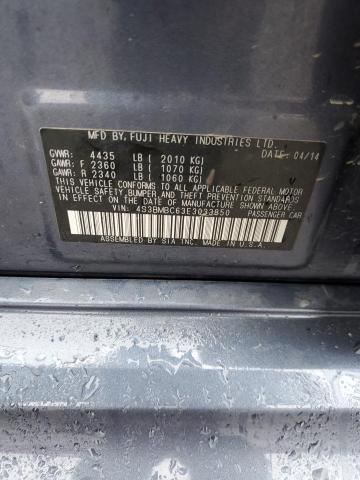 MFD BY, FUJI HEAVY INDUSTRIES LTD.
GVWR: 4435 LB ( 2010 KG) DATE: 04/14
GAWR: F 2360 LB ( 1070 KG)
GAWR: R 2340 LB ( 1060 KG)
THIS VEHICLE CONFORMS TO ALL APPLICABLE FEDERAL MOTOR
VEHICLE SAFETY, BUMPER, AND THEFT PREVENTION STANDARDS
IN EFFECT ON THE DATE OF MANUFACTURE SHOWN ABOVE.
VIN: 4S3BMBC63E3033850 PASSENGER CAR
ASSEMBLED BY SIA INC. MADE IN U.S.A.